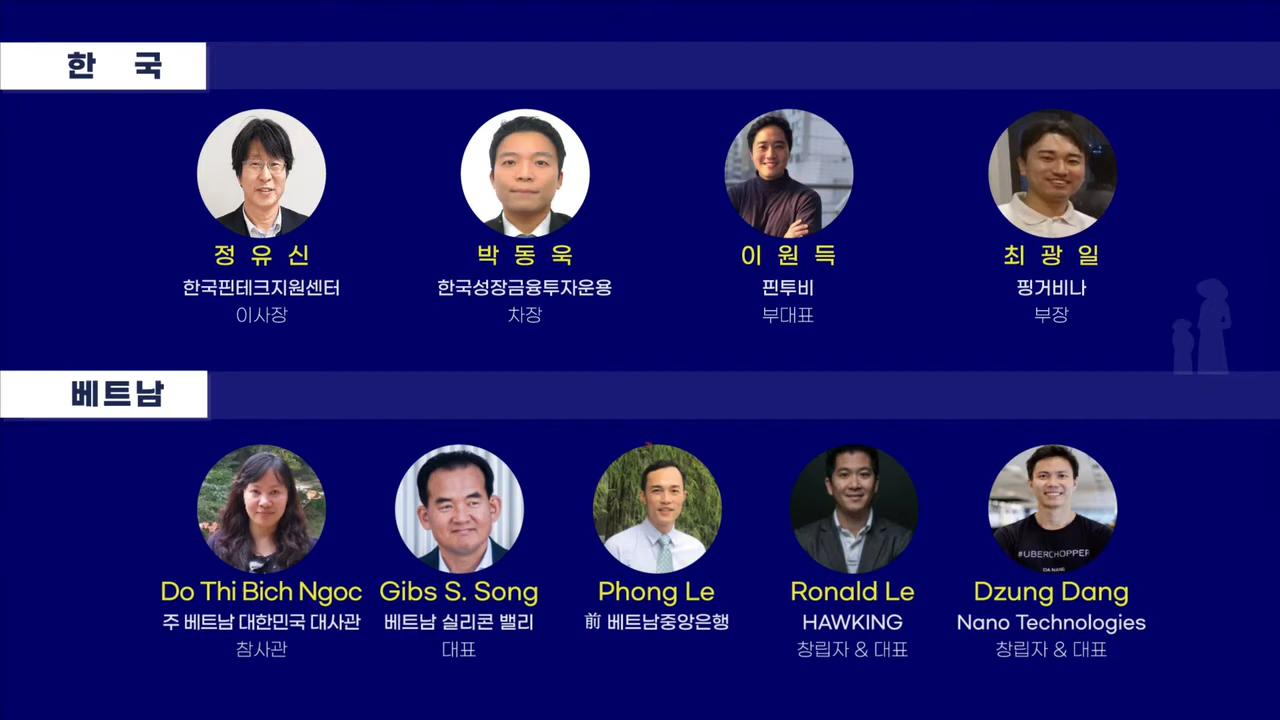 한 국
정 유 신
한국핀테크지원센터
이사장
박 동 욱
한국성장금융투자운용
차장
이 원 득
핀투비
부대표
최 광 일
핑거비나
부장
베트남
Do Thi Bich Ngoc
주 베트남 대한민국 대사관
참사관
Gibs S. Song
베트남 실리콘 밸리
대표
Phong Le
前 베트남중앙은행
Ronald Le
HAWKING
창립자 & 대표
#UBERCHOPPER
DA NANG
Dzung Dang
Nano Technologies
창립자 & 대표